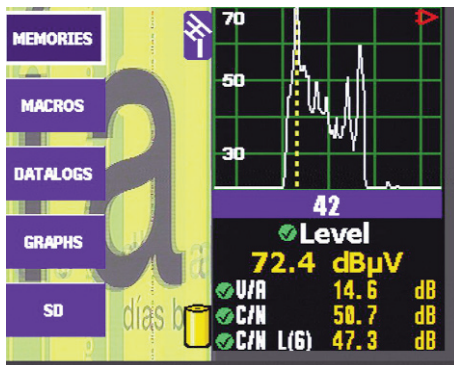 MEMORIES
MACROS
DATALOGS
GRAPHS
SD
a
días b
70
50
30
42
Level
72.4 dBµV
V/A 14.6 dB
C/N 50.7 dB
C/N L(6) 47.3 dB